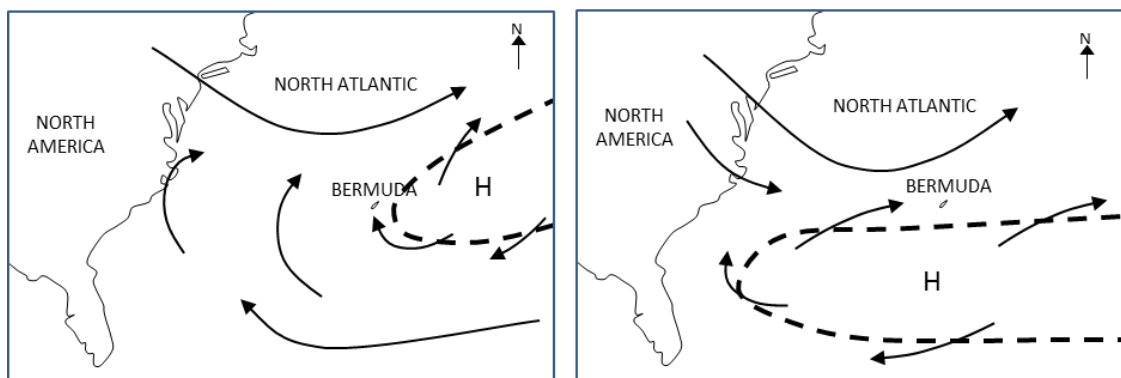 N
NORTH ATLANTIC
NORTH
AMERICA
BERMUDA
H
N
NORTH ATLANTIC
NORTH
AMERICA
BERMUDA
H